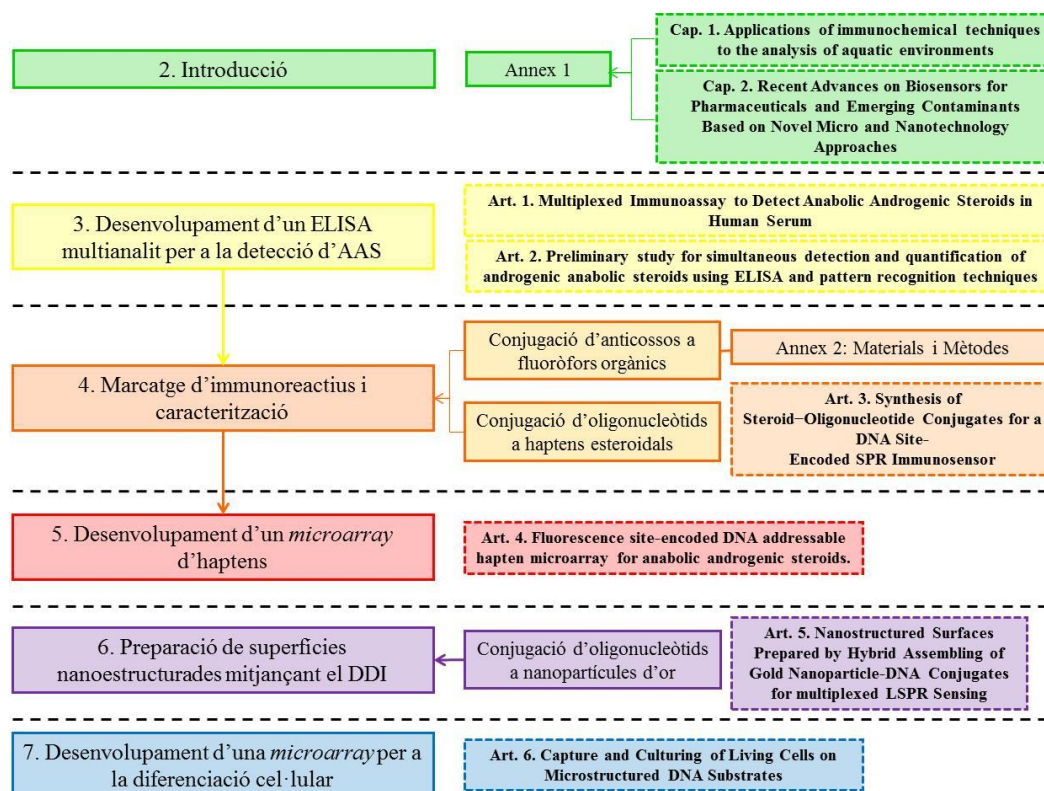 2. Introducció
Annex 1
Cap. 1. Applications of immunochemical techniques
to the analysis of aquatic environments
Cap. 2. Recent Advances on Biosensors for
Pharmaceuticals and Emerging Contaminants
Based on Novel Micro and Nanotechnology
Approaches
3. Desenvolupament d'un ELISA
multianalit per a la detecció d'AAS
Art. 1. Multiplexed Immunoassay to Detect Anabolic Androgenic Steroids in
Human Serum
Art. 2. Preliminary study for simultaneous detection and quantification of
androgenic anabolic steroids using ELISA and pattern recognition techniques
4. Marcatge d'immunoreactius i
caracterització
Conjugació d'anticossos a
fluoròfors orgànics
Annex 2: Materials i Mètodes
Conjugació d'oligonucleòtids
a haptens esteroidals
Art. 3. Synthesis of
Steroid−Oligonucleotide Conjugates for a
DNA Site-
Encoded SPR Immunosensor
5. Desenvolupament d'un microarray
d'haptens
Art. 4. Fluorescence site-encoded DNA addressable
hapten microarray for anabolic androgenic steroids.
6. Preparació de superfícies
nanoestructurades mitjançant el DDI
Conjugació d'oligonucleòtids
a nanopartícules d'or
Art. 5. Nanostructured Surfaces
Prepared by Hybrid Assembling of
Gold Nanoparticle-DNA Conjugates
for multiplexed LSPR Sensing
7. Desenvolupament d'una microarray per a
la diferenciació cel·lular
Art. 6. Capture and Culturing of Living Cells on
Microstructured DNA Substrates